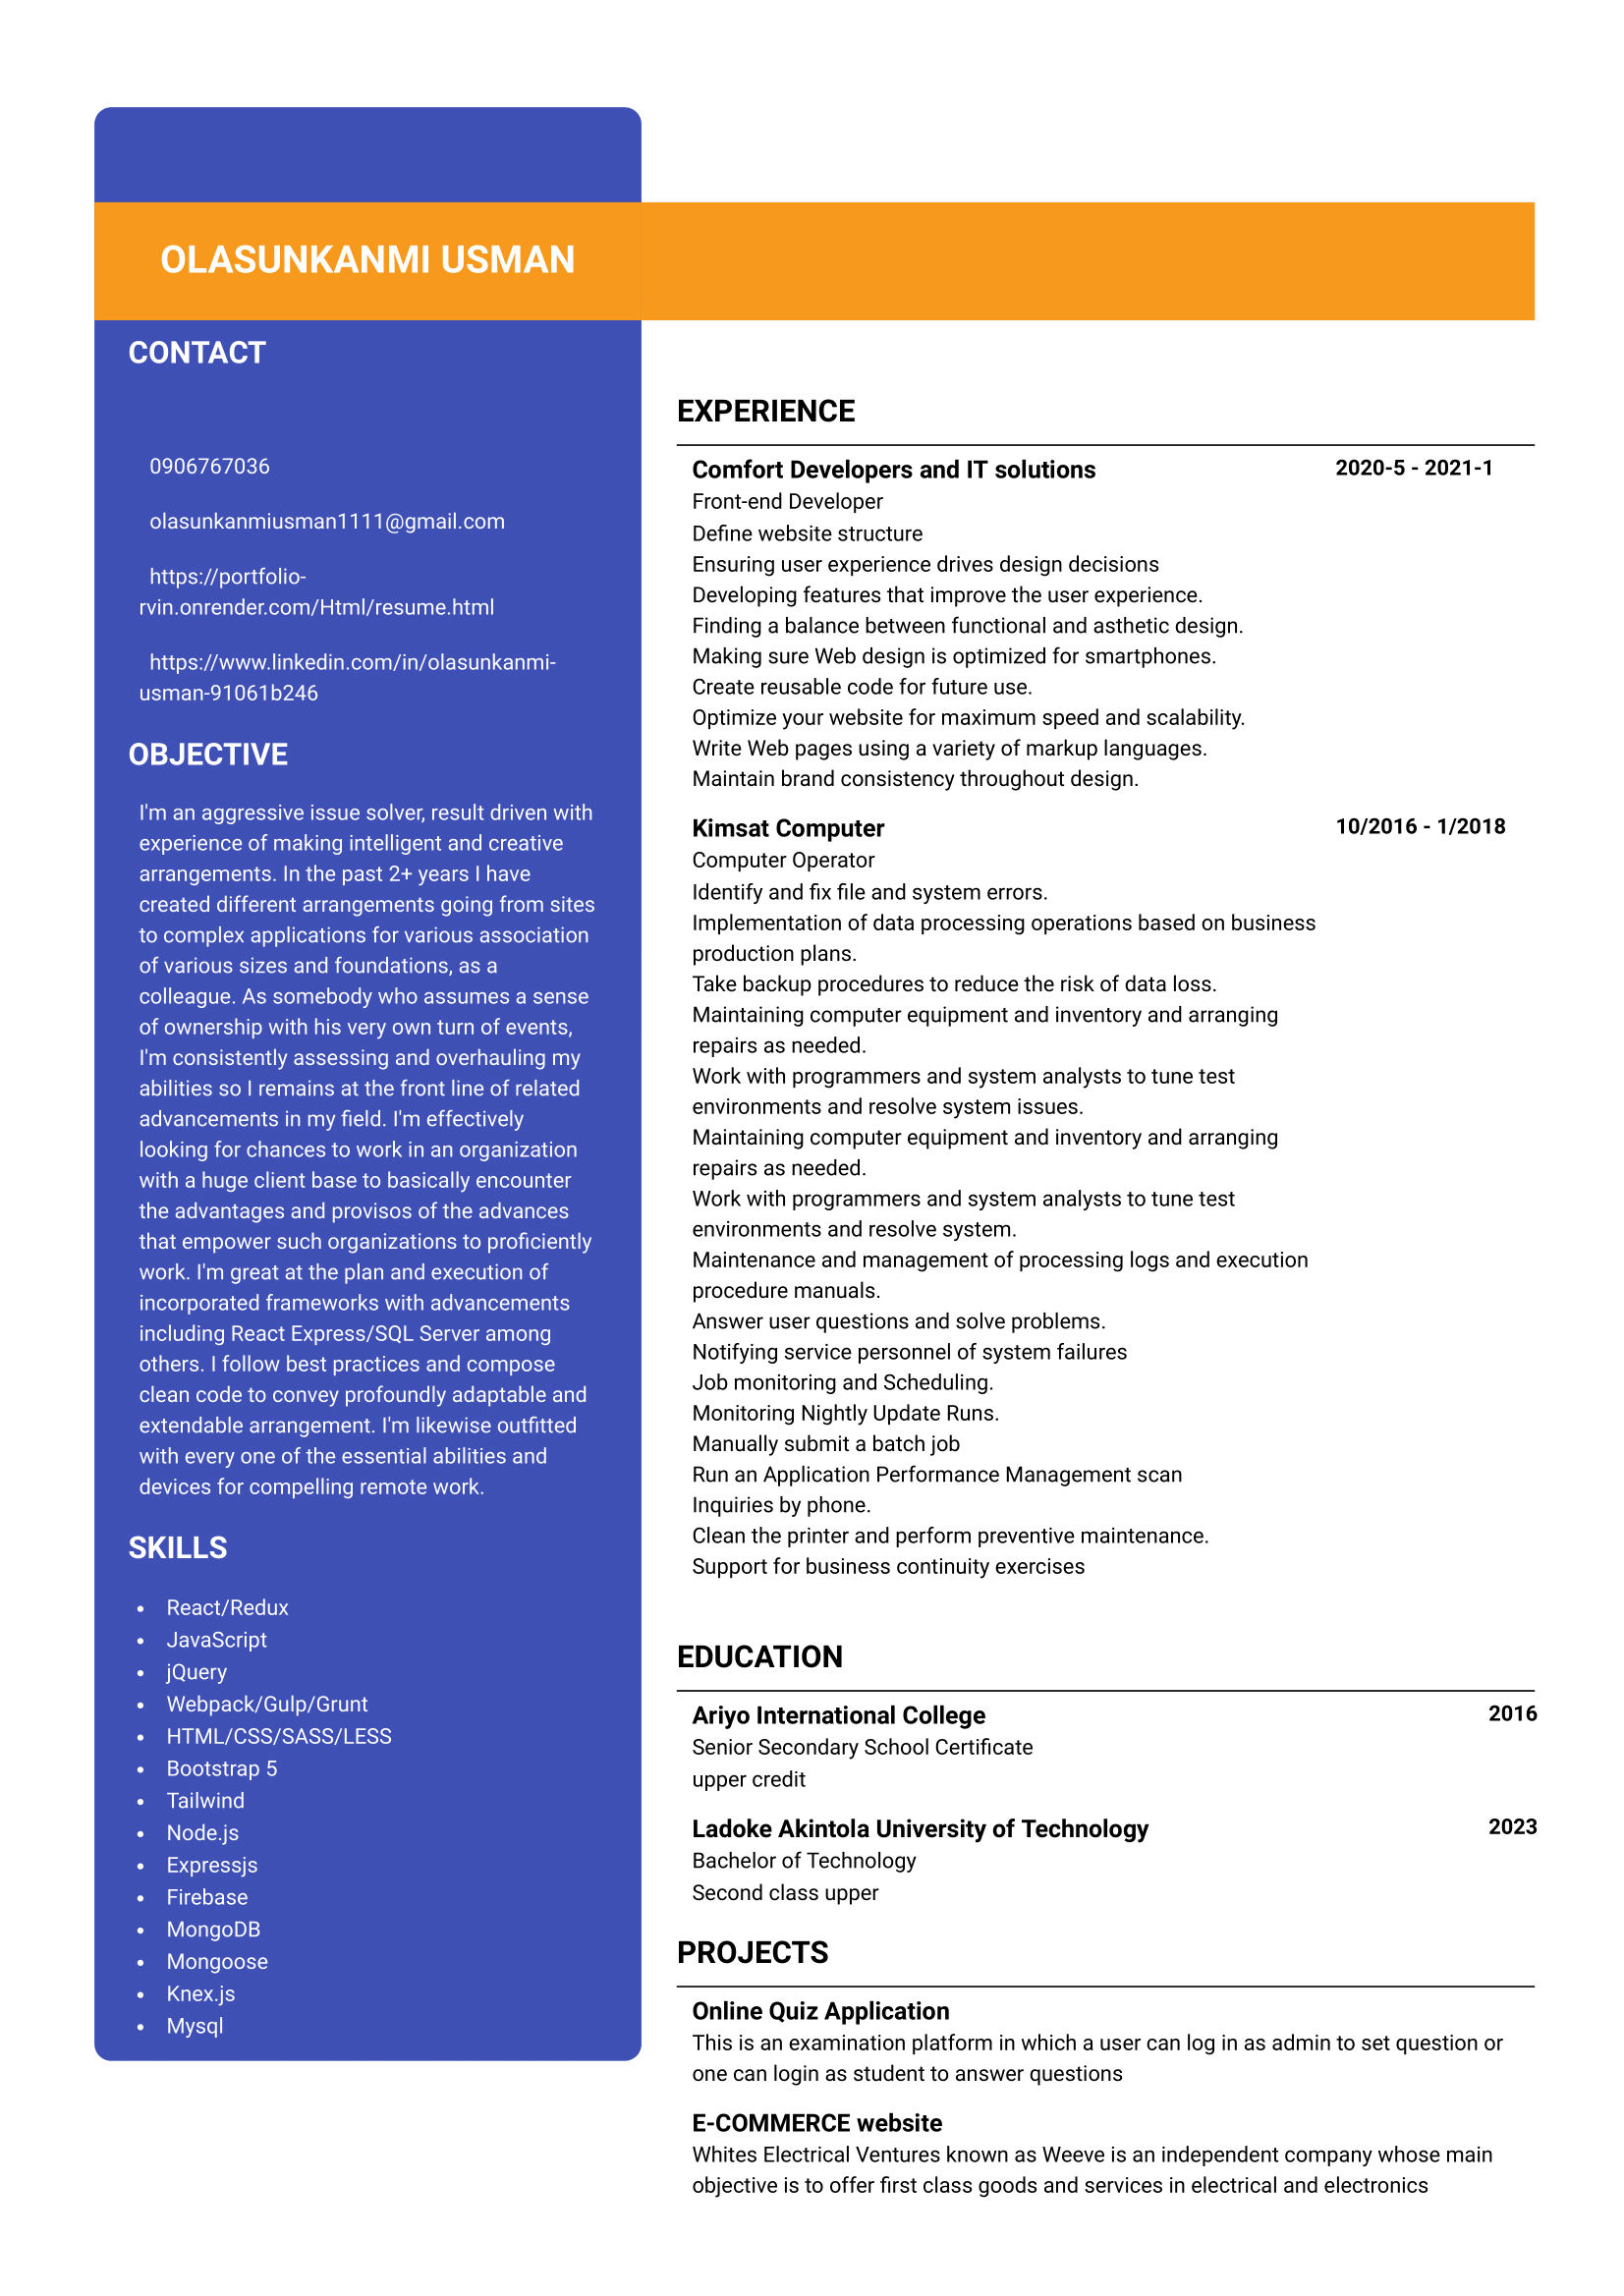 OLASUNKANMI USMAN
CONTACT
0906767036
olasunkanmiusman1111@gmail.com
https://portfolio-
rvin.onrender.com/Html/resume.html
https://www.linkedin.com/in/olasunkanmi-
usman-91061b246
OBJECTIVE
I'm an aggressive issue solver, result driven with
experience of making intelligent and creative
arrangements. In the past 2+ years I have
created different arrangements going from sites
to complex applications for various association
of various sizes and foundations, as a
colleague. As somebody who assumes a sense
of ownership with his very own turn of events,
I'm consistently assessing and overhauling my
abilities so I remains at the front line of related
advancements in my field. I'm effectively
looking for chances to work in an organization
with a huge client base to basically encounter
the advantages and provisos of the advances
that empower such organizations to proficiently
work. I'm great at the plan and execution of
incorporated frameworks with advancements
including React Express/SQL Server among
others. I follow best practices and compose
clean code to convey profoundly adaptable and
extendable arrangement. I'm likewise outfitted
with every one of the essential abilities and
devices for compelling remote work.
SKILLS
• React/Redux
• JavaScript
• jQuery
• Webpack/Gulp/Grunt
• HTML/CSS/SASS/LESS
• Bootstrap 5
• Tailwind
• Node.js
• Expressjs
• Firebase
• MongoDB
• Mongoose
• Knex.js
• Mysql
EXPERIENCE
Comfort Developers and IT solutions 2020-5 - 2021-1
Front-end Developer
Define website structure
Ensuring user experience drives design decisions
Developing features that improve the user experience.
Finding a balance between functional and asthetic design.
Making sure Web design is optimized for smartphones.
Create reusable code for future use.
Optimize your website for maximum speed and scalability.
Write Web pages using a variety of markup languages.
Maintain brand consistency throughout design.
Kimsat Computer 10/2016 - 1/2018
Computer Operator
Identify and fix file and system errors.
Implementation of data processing operations based on business
production plans.
Take backup procedures to reduce the risk of data loss.
Maintaining computer equipment and inventory and arranging
repairs as needed.
Work with programmers and system analysts to tune test
environments and resolve system issues.
Maintaining computer equipment and inventory and arranging
repairs as needed.
Work with programmers and system analysts to tune test
environments and resolve system.
Maintenance and management of processing logs and execution
procedure manuals.
Answer user questions and solve problems.
Notifying service personnel of system failures
Job monitoring and Scheduling.
Monitoring Nightly Update Runs.
Manually submit a batch job
Run an Application Performance Management scan
Inquiries by phone.
Clean the printer and perform preventive maintenance.
Support for business continuity exercises
EDUCATION
Ariyo International College 2016
Senior Secondary School Certificate
upper credit
Ladoke Akintola University of Technology 2023
Bachelor of Technology
Second class upper
PROJECTS
Online Quiz Application
This is an examination platform in which a user can log in as admin to set question or
one can login as student to answer questions
E-COMMERCE website
Whites Electrical Ventures known as Weeve is an independent company whose main
objective is to offer first class goods and services in electrical and electronics